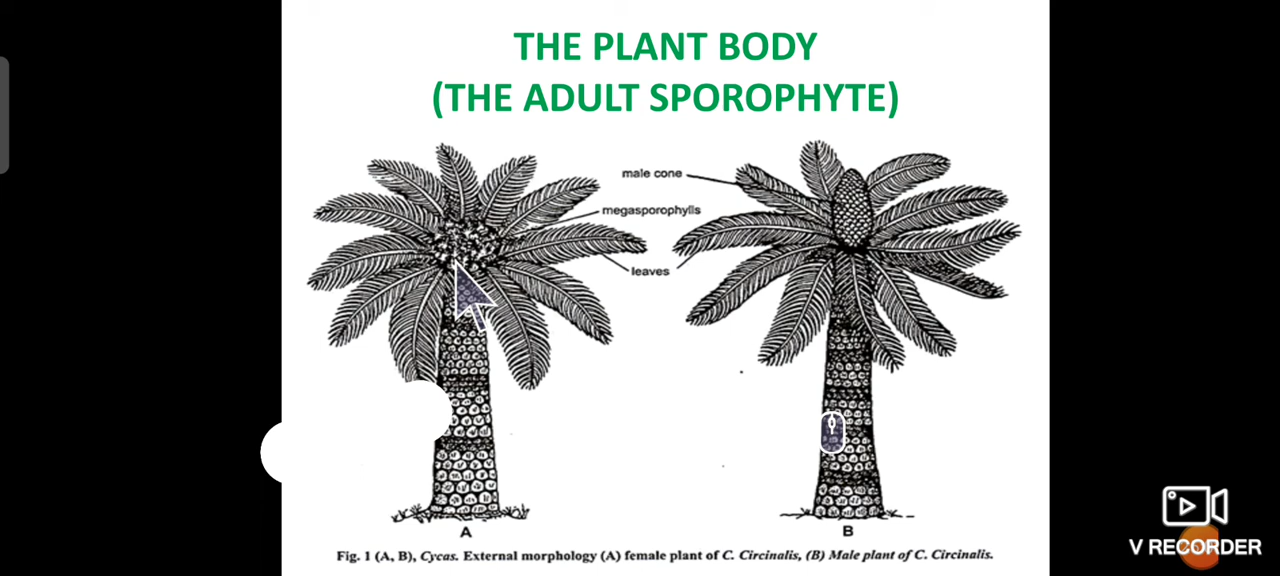 THE PLANT BODY
(THE ADULT SPOROPHYTE)
male cone
megasporophylls
leaves
A
B
Fig. 1 (A, B), Cycas. External morphology (A) female plant of C. Circinalis, (B) Male plant of C. Circinalis.
V RECORDER